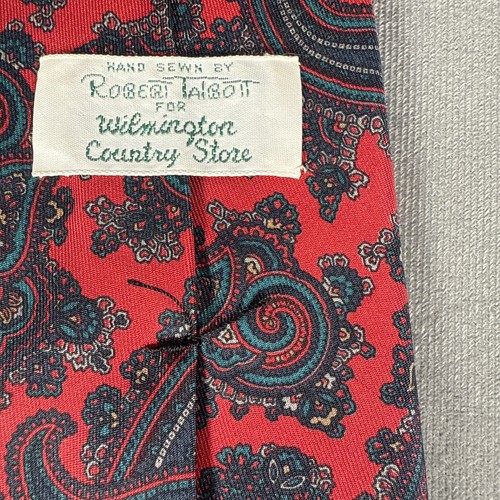 HAND SEWN BY
ROBERT TALBOTT
FOR
Wilmington
Country Store